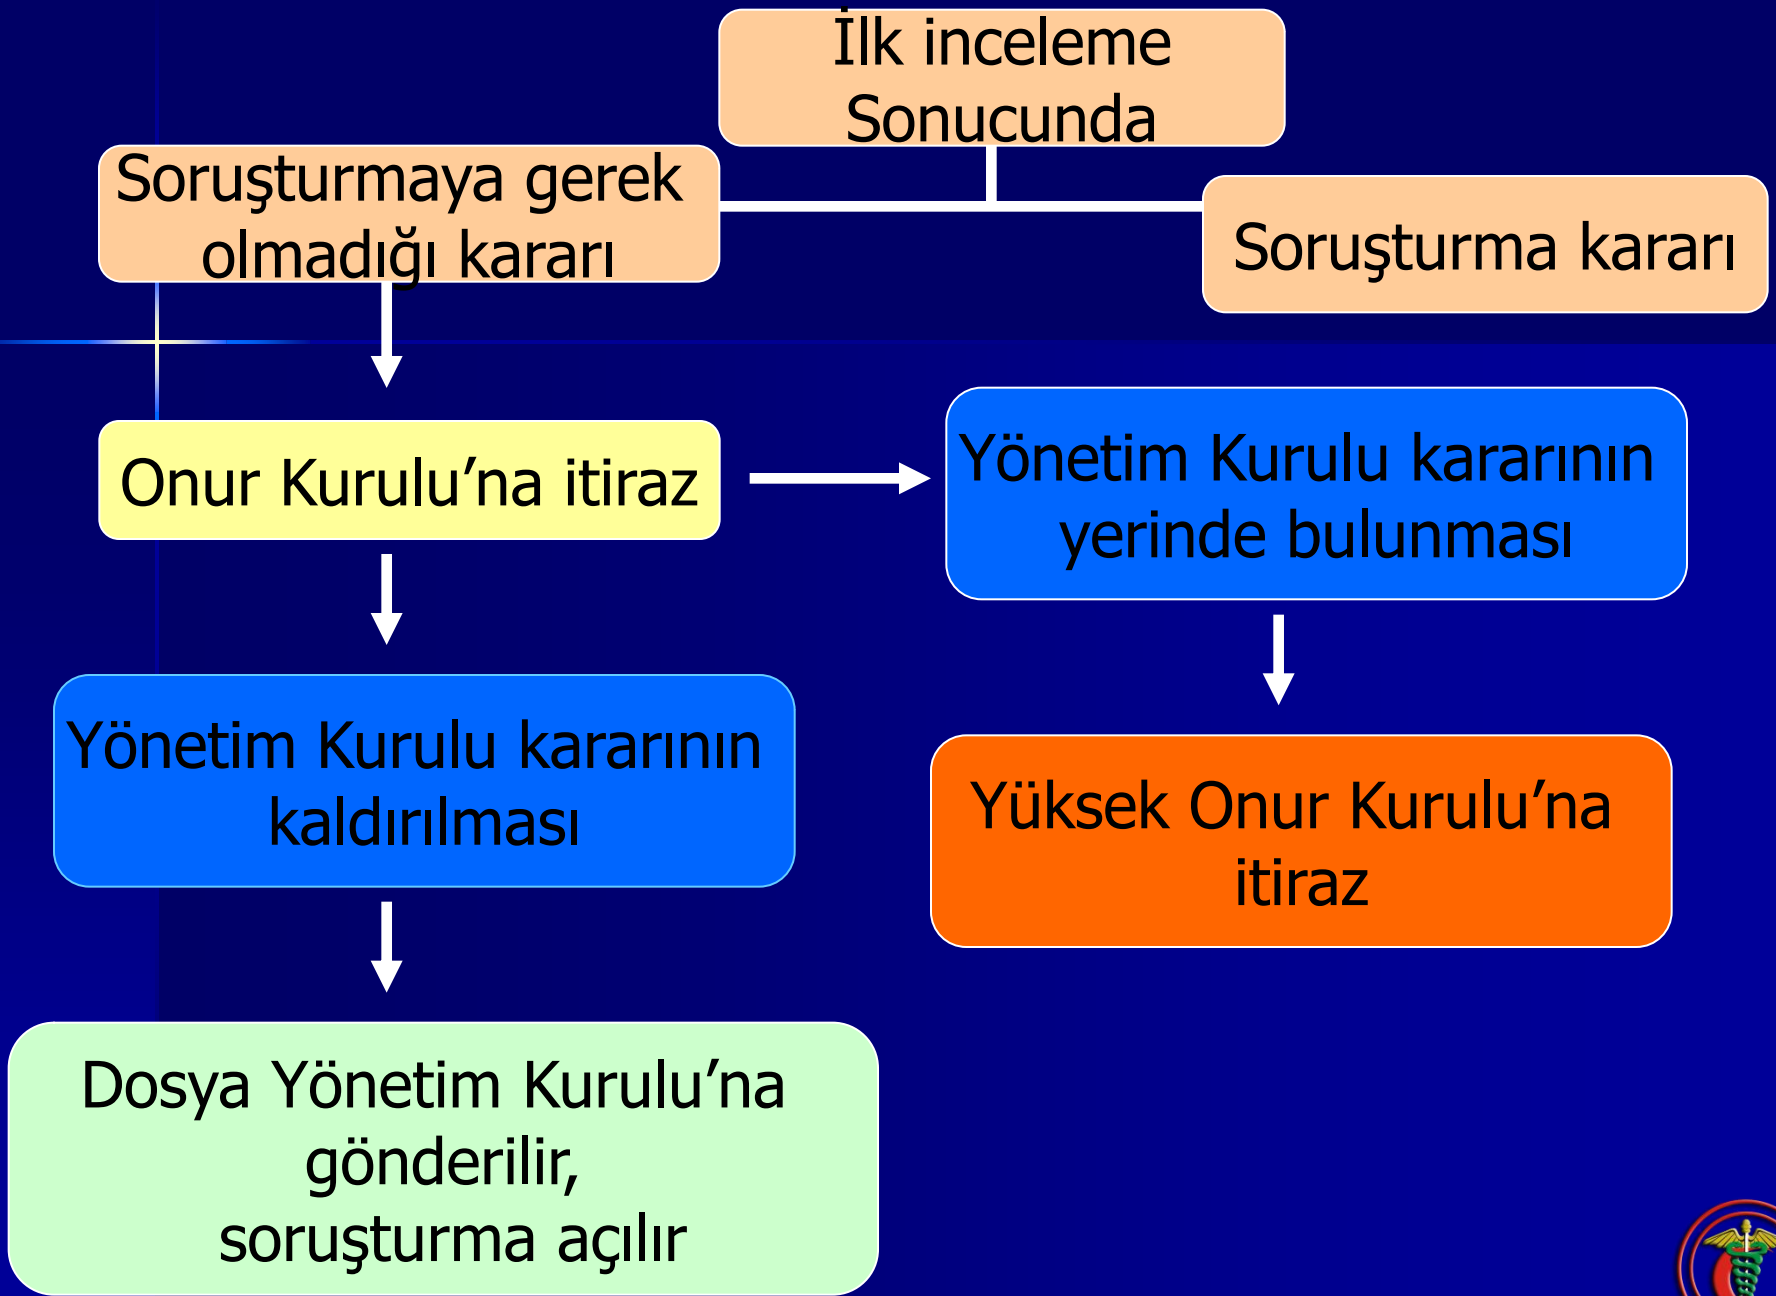 İlk inceleme
Sonucunda
Soruşturmaya gerek
olmadığı kararı
Soruşturma kararı
Onur Kurulu’na itiraz
Yönetim Kurulu kararının
yerinde bulunması
Yönetim Kurulu kararının
kaldırılması
Yüksek Onur Kurulu’na
itiraz
Dosya Yönetim Kurulu’na
gönderilir,
soruşturma açılır